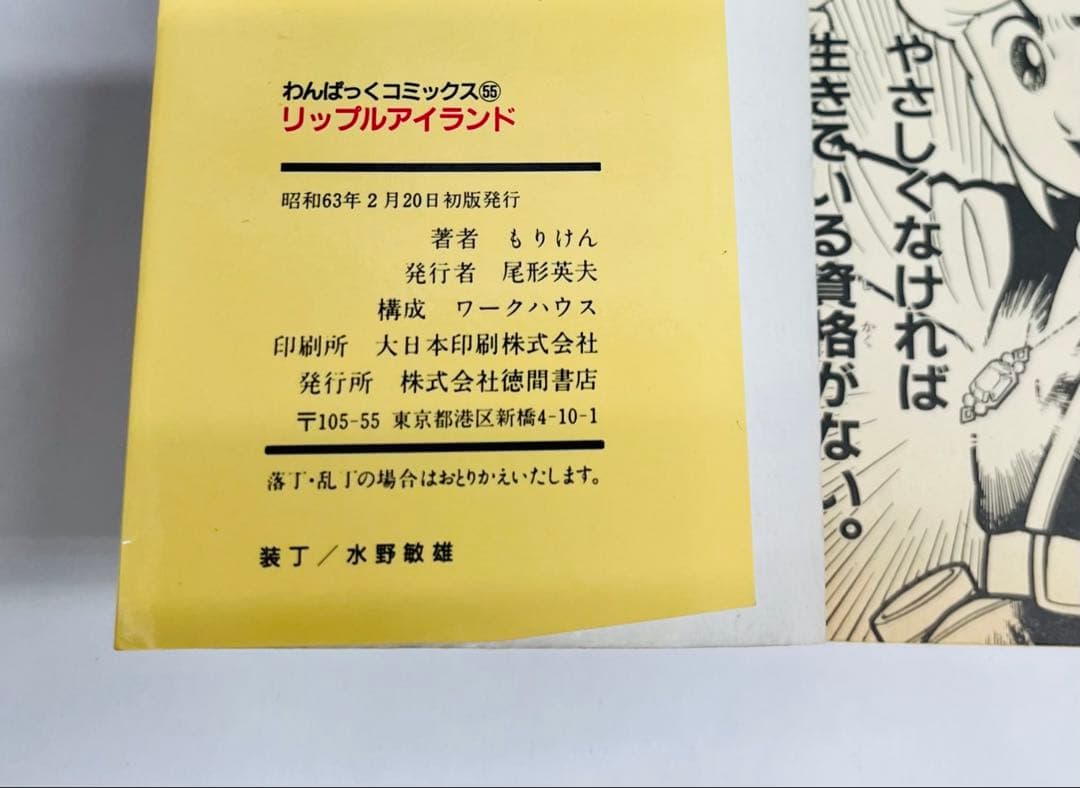 わんぱっくコミックス㊺
リップルアイランド
昭和63年2月20日初版発行
著者 もりけん
発行者 尾形英夫
構成 ワークハウス
印刷所 大日本印刷株式会社
発行所 株式会社徳間書店
〒105-55 東京都港区新橋4-10-1
落丁・乱丁の場合はおとりかえいたします。
装丁/水野敏雄
やさしくなければ
生きている資格がない。